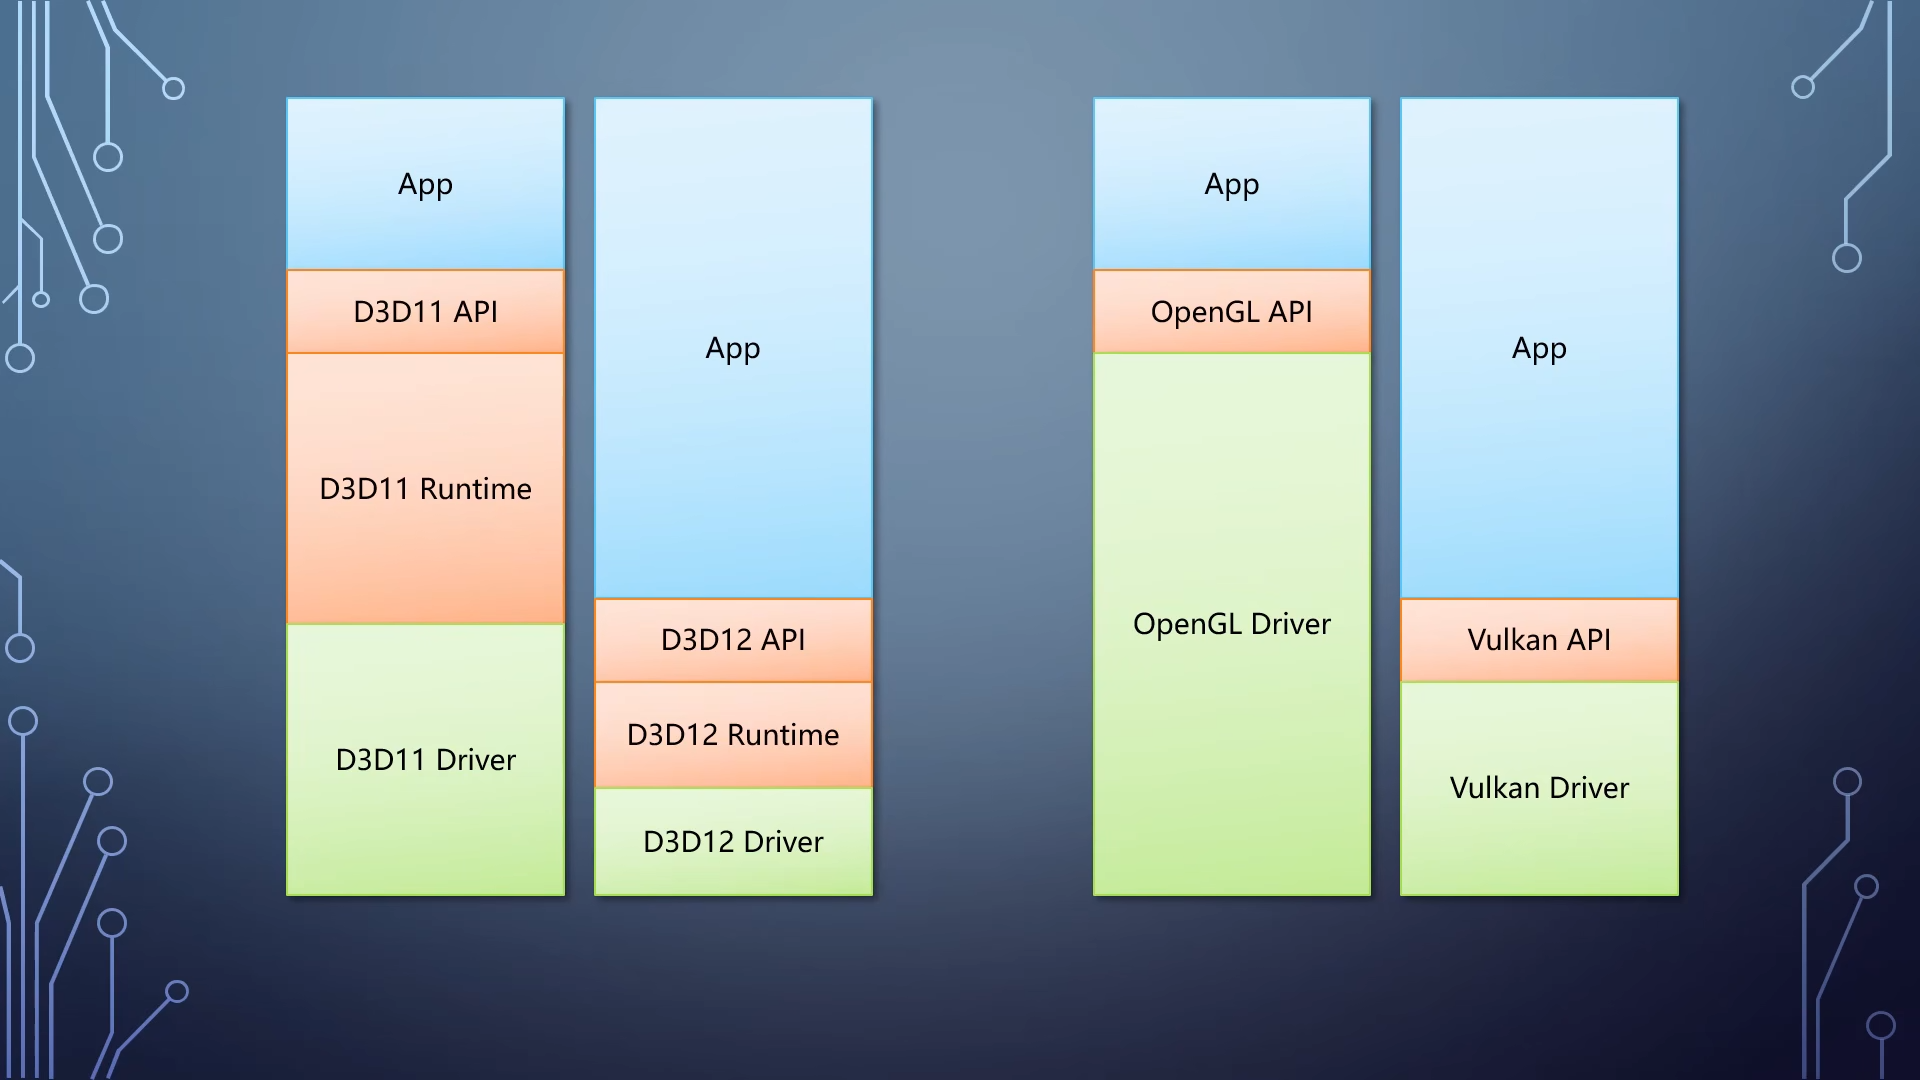 App
D3D11 API
D3D11 Runtime
D3D11 Driver
App
D3D12 API
D3D12 Runtime
D3D12 Driver
App
OpenGL API
OpenGL Driver
App
Vulkan API
Vulkan Driver